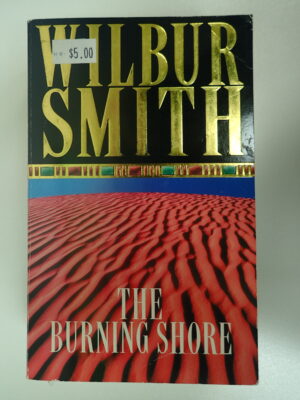 WILBUR
$5.00
SMITH
THE
BURNING SHORE